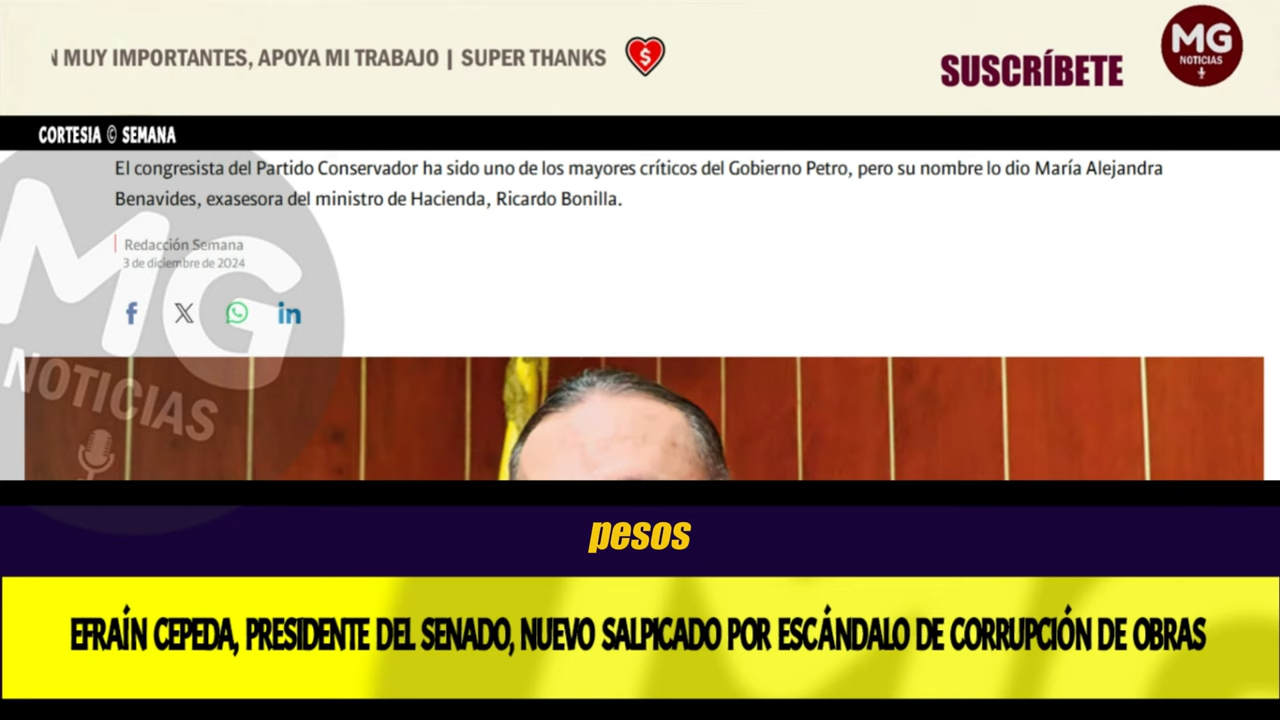 MUY IMPORTANTES, APOYA MI TRABAJO | SUPER THANKS
SUSCRÍBETE
MG
NOTICIAS
CORTESIA © SEMANA
El congresista del Partido Conservador ha sido uno de los mayores críticos del Gobierno Petro, pero su nombre lo dio María Alejandra
Benavides, exasesora del ministro de Hacienda, Ricardo Bonilla.
Redacción Semana
3 de diciembre de 2024
MG
NOTICIAS
pesos
EFRAÍN CEPEDA, PRESIDENTE DEL SENADO, NUEVO SALPICADO POR ESCÁNDALO DE CORRUPCIÓN DE OBRAS